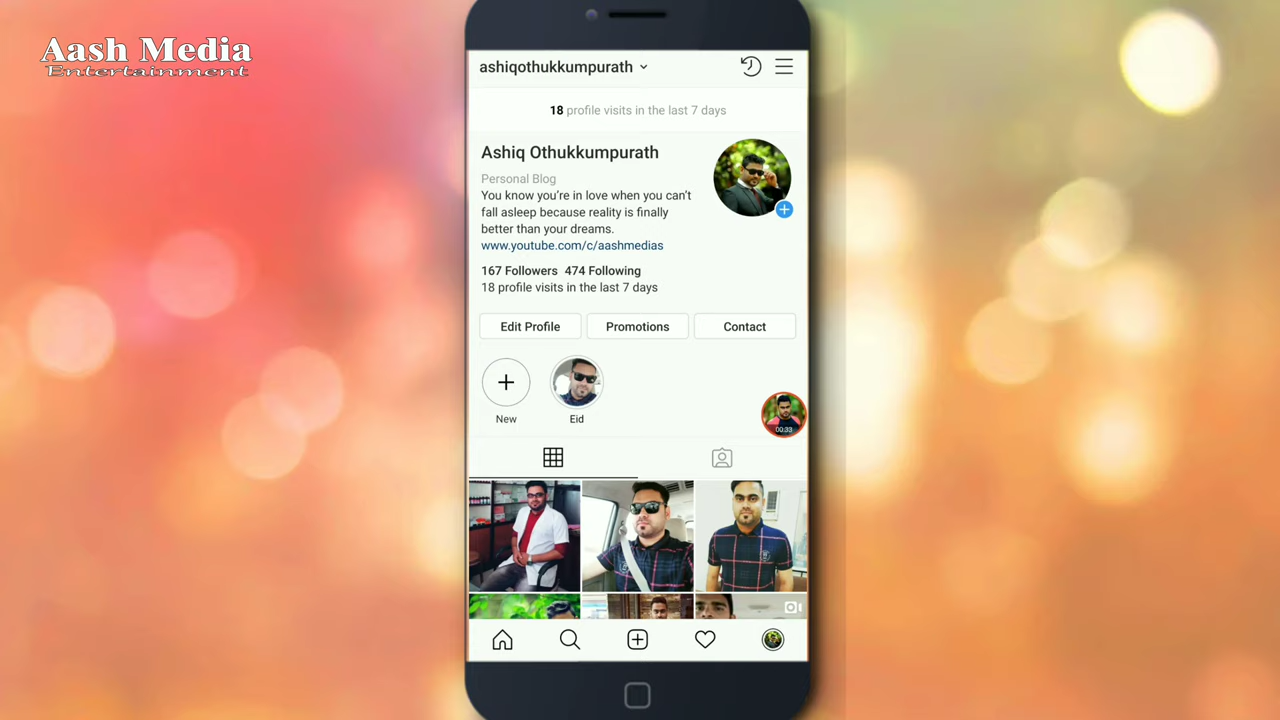 Aash Media
Entertainment
ashiqothukkumpurath
18 profile visits in the last 7 days
Ashiq Othukkumpurath
Personal Blog
You know you're in love when you can't
fall asleep because reality is finally
better than your dreams.
www.youtube.com/c/aashmedias
167 Followers 474 Following
18 profile visits in the last 7 days
Edit Profile Promotions Contact
New Eid
00:33